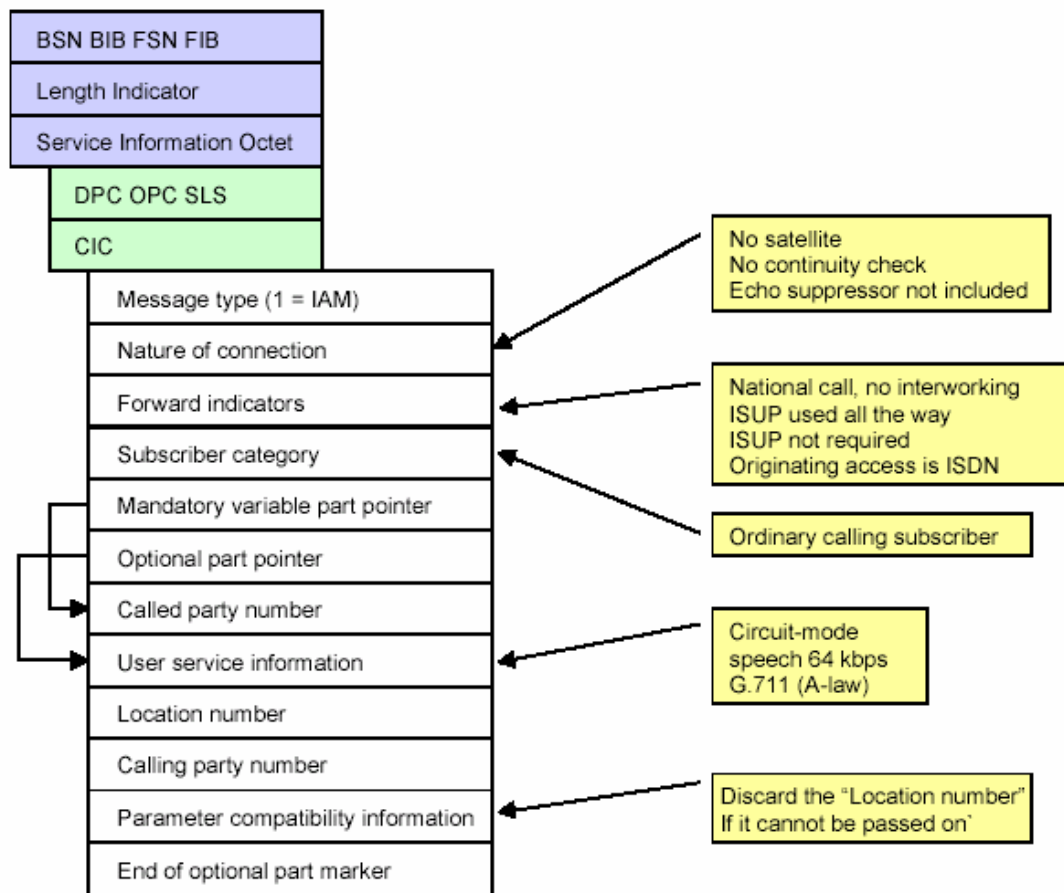 BSN BIB FSN FIB
Length Indicator
Service Information Octet
DPC OPC SLS
CIC
Message type (1 = IAM)
Nature of connection
Forward indicators
Subscriber category
Mandatory variable part pointer
Optional part pointer
Called party number
User service information
Location number
Calling party number
Parameter compatibility information
End of optional part marker
No satellite
No continuity check
Echo suppressor not included
National call, no interworking
ISUP used all the way
ISUP not required
Originating access is ISDN
Ordinary calling subscriber
Circuit-mode
speech 64 kbps
G.711 (A-law)
Discard the “Location number”
If it cannot be passed on`